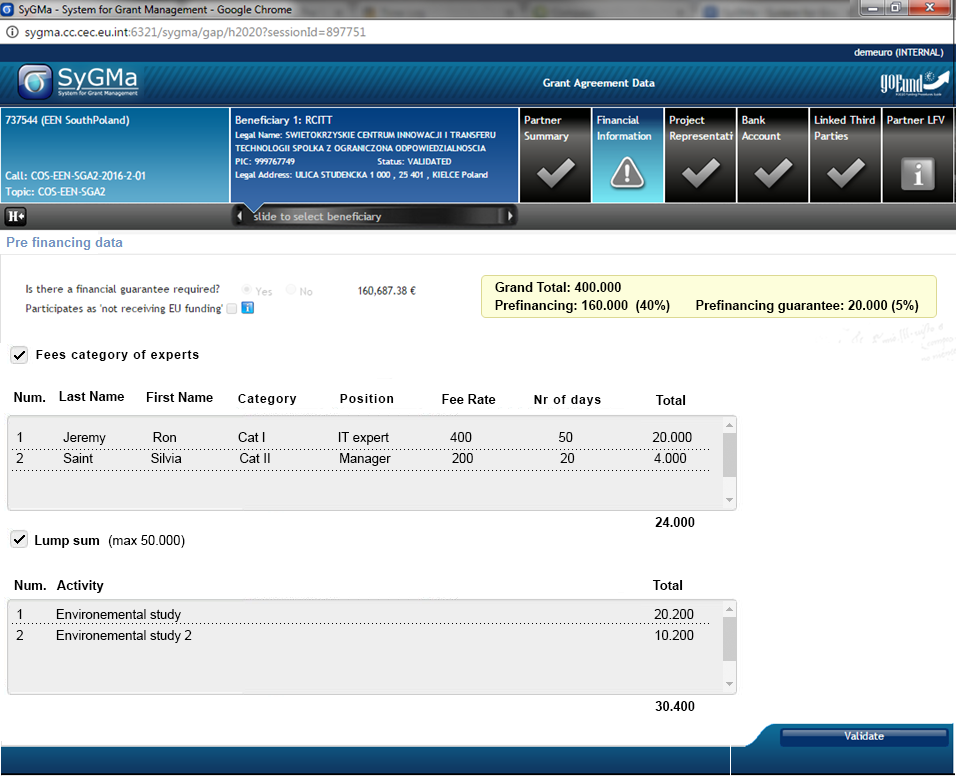 SyGMa - System for Grant Management - Google Chrome
sygma.cc.cec.eu.int:6321/sygma/gap/h2020?sessionId=897751
demeuro (INTERNAL)
SyGMa
System for Grant Management
Grant Agreement Data
goFund
737544 (EEN SouthPoland)
Call: COS-EEN-SGA2-2016-2-01
Topic: COS-EEN-SGA2
Beneficiary 1: RCITT
Legal Name: SWIETOKRZYSKIE CENTRUM INNOWACJI I TRANSFERU
TECHNOLOGII SPOLKA Z OGRANICZONA ODPOWIEDZIALNOSCIA
PIC: 999767749 Status: VALIDATED
Legal Address: ULICA STUDENCKA 1 000 , 25 401 , KIELCE Poland
Partner
Summary
Financial
Information
Project
Representati
Bank
Account
Linked Third
Parties
Partner LFV
H
slide to select beneficiary
Pre financing data
Is there a financial guarantee required? Yes No 160,687.38 €
Participates as 'not receiving EU funding'
Grand Total: 400.000
Prefinancing: 160.000 (40%) Prefinancing guarantee: 20.000 (5%)
Fees category of experts
Num. Last Name First Name Category Position Fee Rate Nr of days Total
1 Jeremy Ron Cat I IT expert 400 50 20.000
2 Saint Silvia Cat II Manager 200 20 4.000
24.000
Lump sum (max 50.000)
Num. Activity Total
1 Environemental study 20.200
2 Environemental study 2 10.200
30.400
Validate